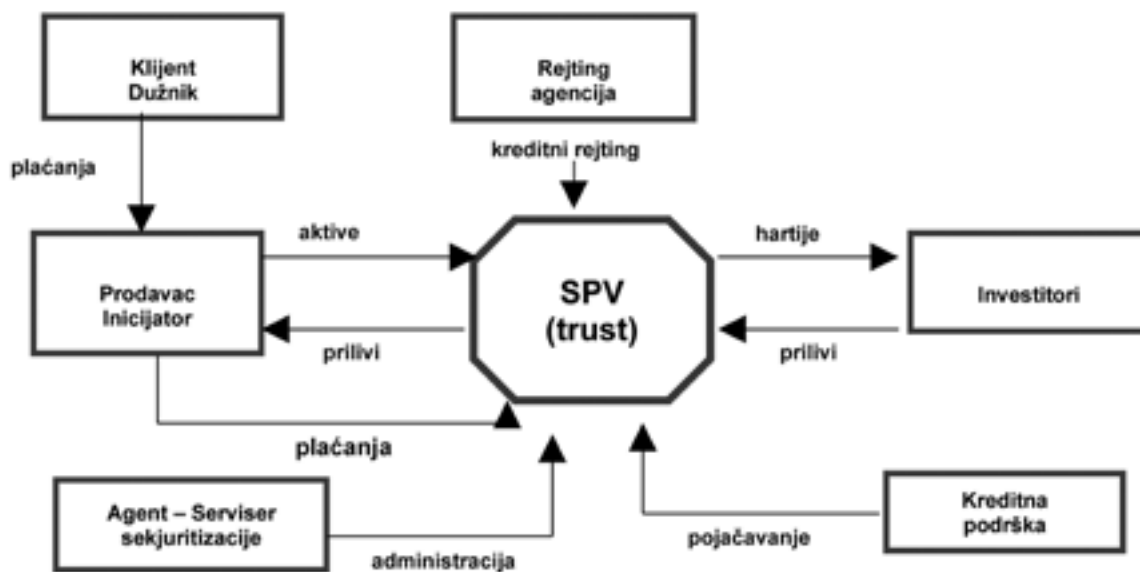 Klijent
Dužnik
Rejting
agencija
plaćanja
kreditni rejting
aktive
hartije
Prodavac
Inicijator
SPV
(trust)
Investitori
prilivi
prilivi
plaćanja
Agent – Serviser
sekjuritizacije
Kreditna
podrška
administracija
pojačavanje